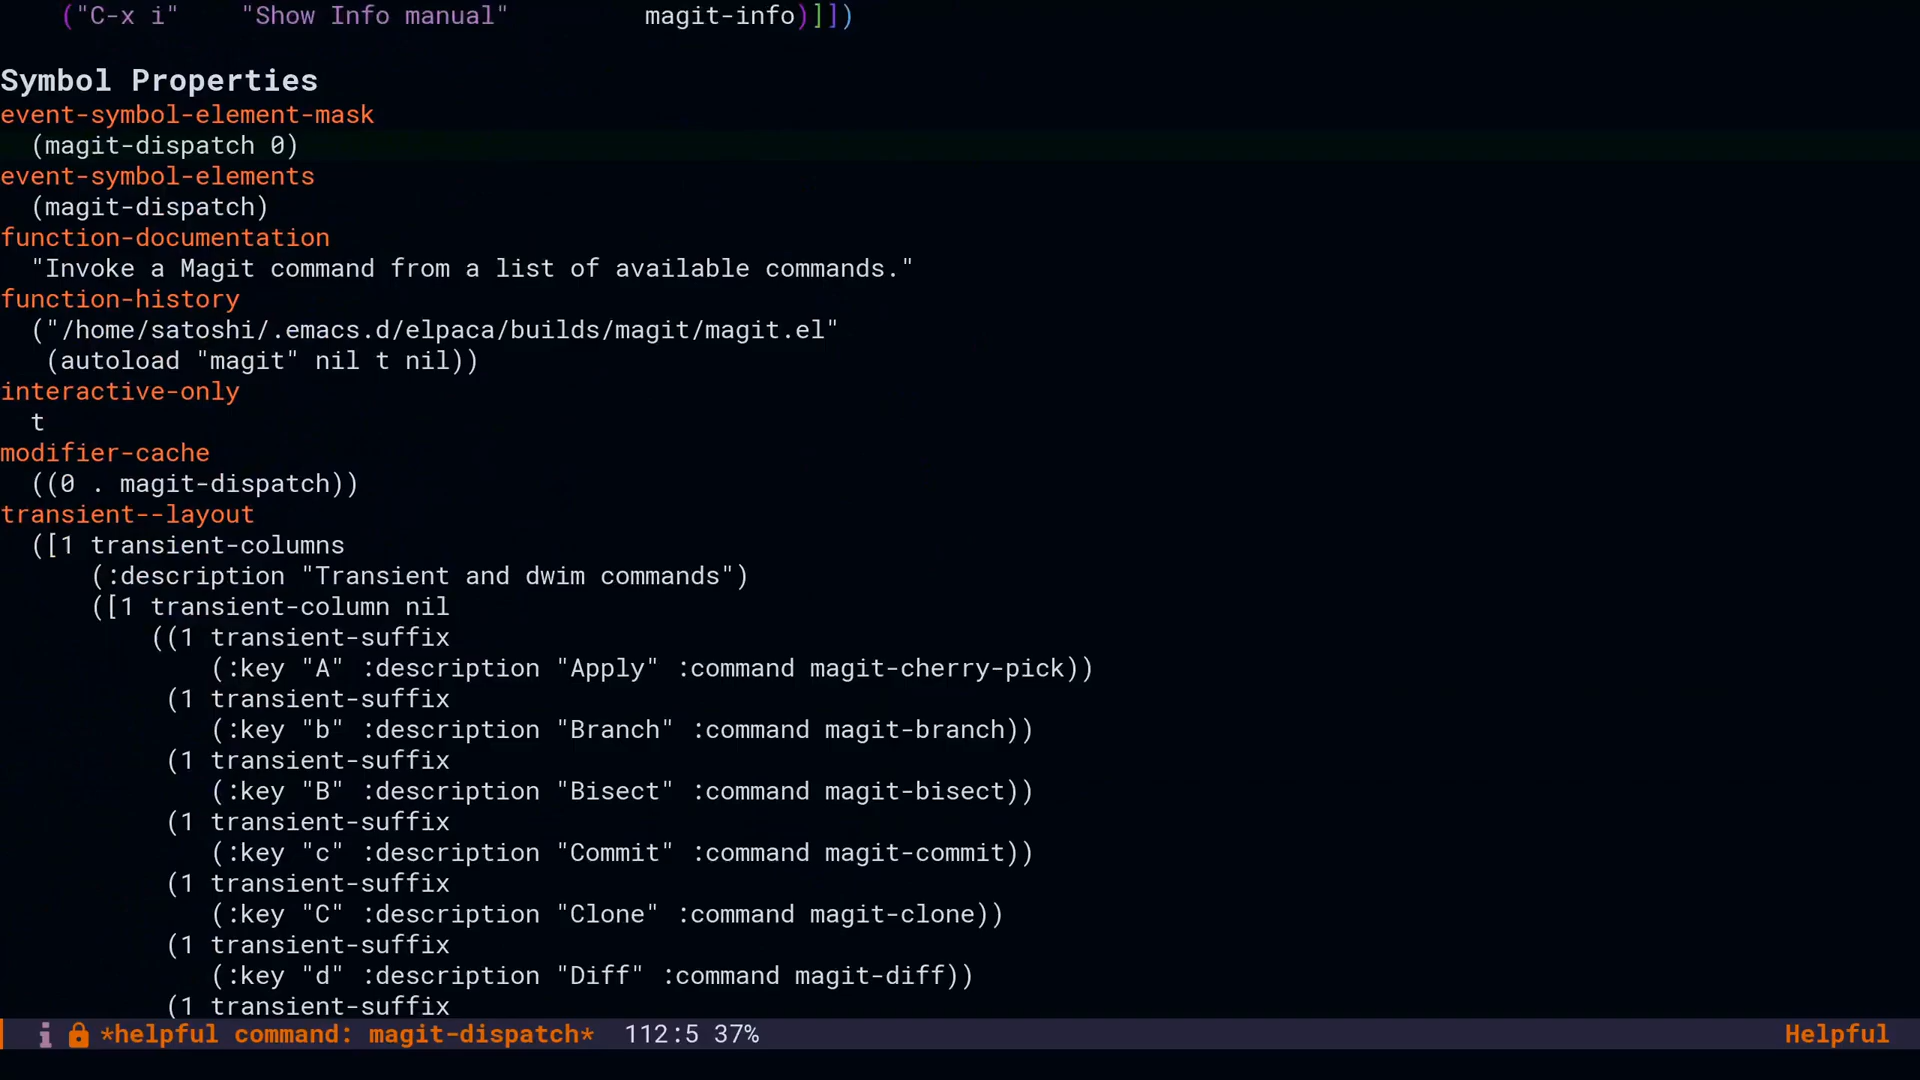 ("C-x i"    "Show Info manual"         magit-info)]])
Symbol Properties
event-symbol-element-mask
  (magit-dispatch 0)
event-symbol-elements
  (magit-dispatch)
function-documentation
  "Invoke a Magit command from a list of available commands."
function-history
  ("/home/satoshi/.emacs.d/elpaca/builds/magit/magit.el"
   (autoload "magit" nil t nil))
interactive-only
  t
modifier-cache
  ((0 . magit-dispatch))
transient--layout
  ([1 transient-columns
      (:description "Transient and dwim commands")
      ([1 transient-column nil
          ((1 transient-suffix
              (:key "A" :description "Apply" :command magit-cherry-pick))
           (1 transient-suffix
              (:key "b" :description "Branch" :command magit-branch))
           (1 transient-suffix
              (:key "B" :description "Bisect" :command magit-bisect))
           (1 transient-suffix
              (:key "c" :description "Commit" :command magit-commit))
           (1 transient-suffix
              (:key "C" :description "Clone" :command magit-clone))
           (1 transient-suffix
              (:key "d" :description "Diff" :command magit-diff))
           (1 transient-suffix
*helpful command: magit-dispatch*  112:5 37%  Helpful